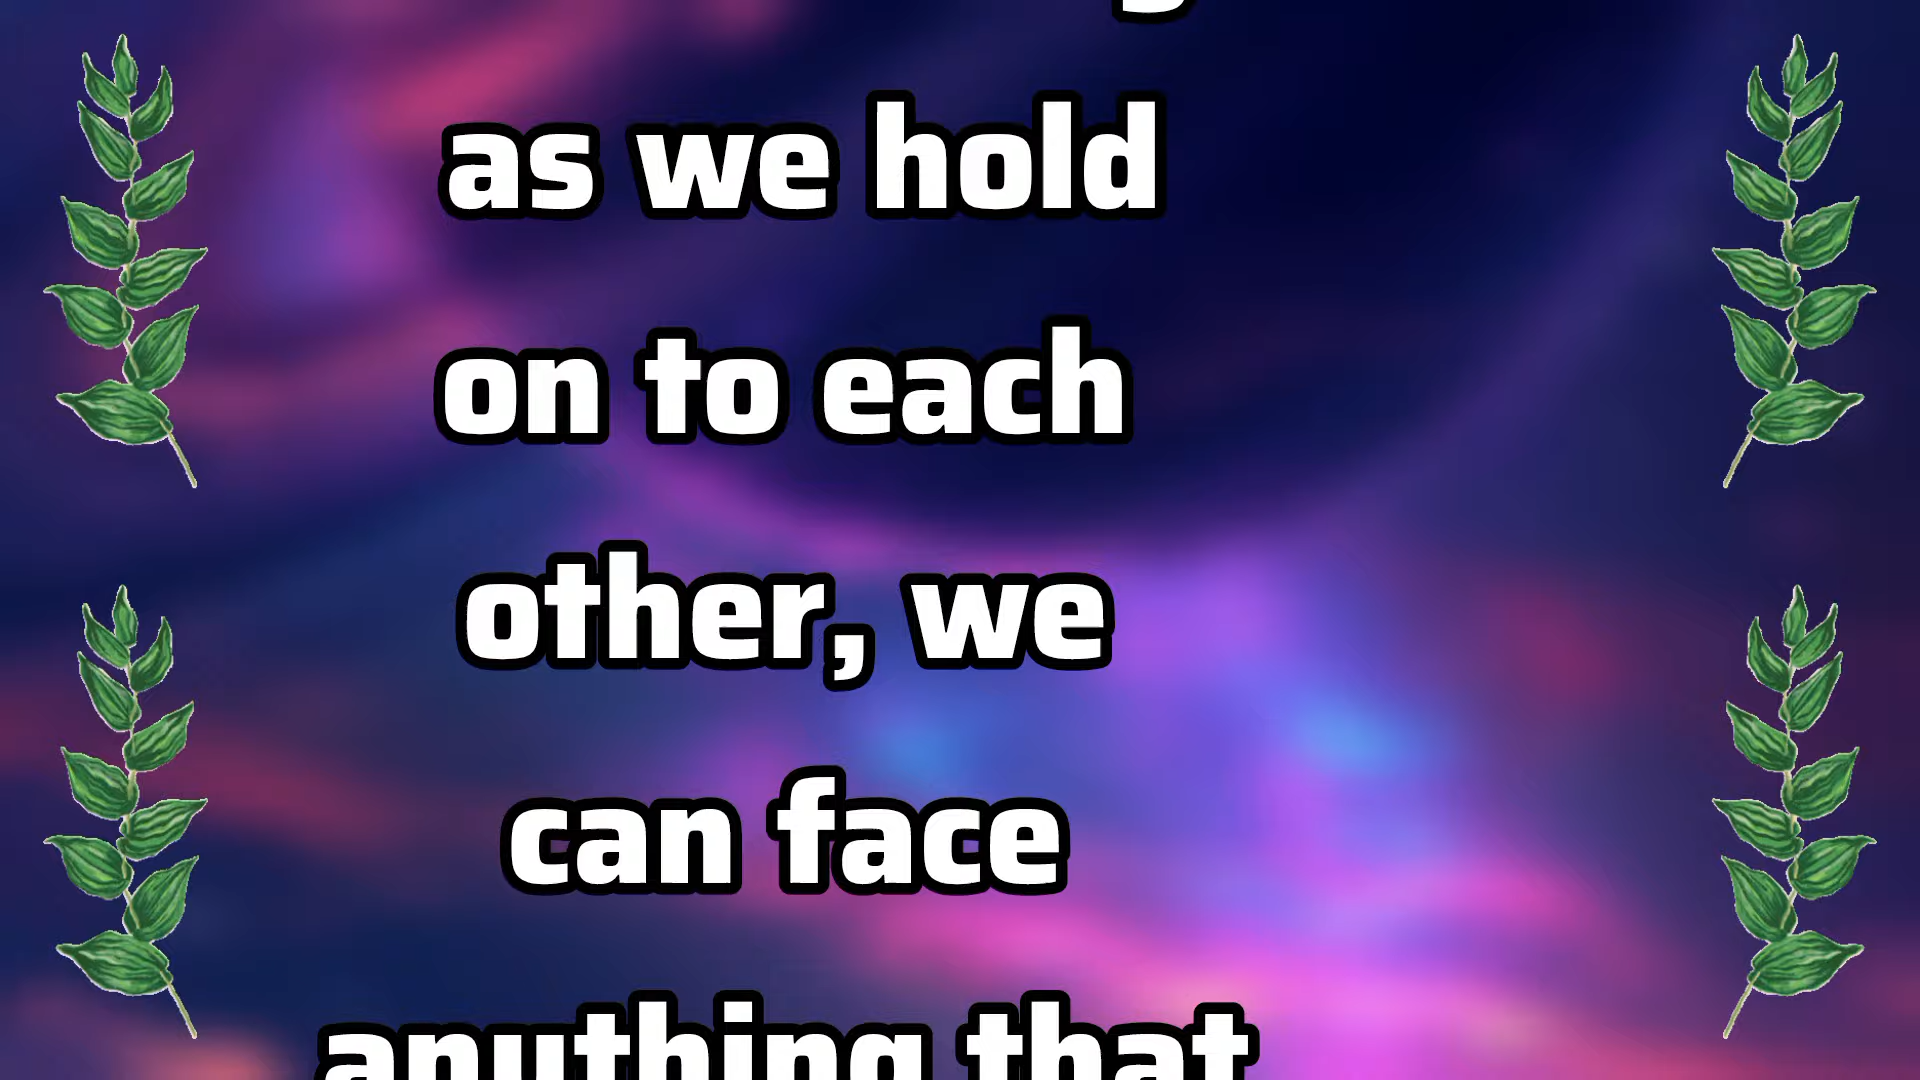 as we hold
on to each
other, we
can face
anything that